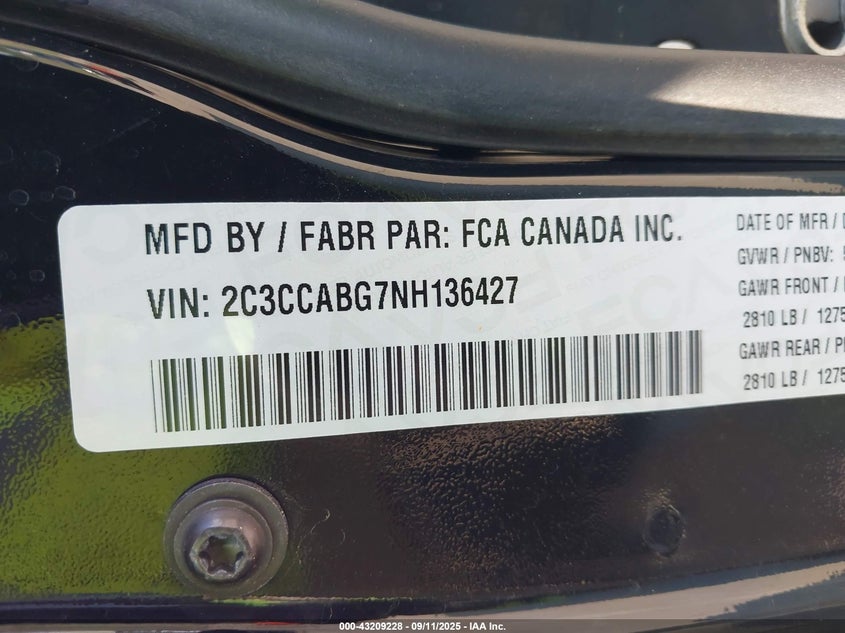 MFD BY / FABR PAR: FCA CANADA INC.
VIN: 2C3CCABG7NH136427
DATE OF MFR /
GVWR / PNBV:
GAWR FRONT /
2810 LB / 1275
GAWR REAR /
2810 LB / 1275
000-43209228 - 09/11/2025 - IAA Inc.